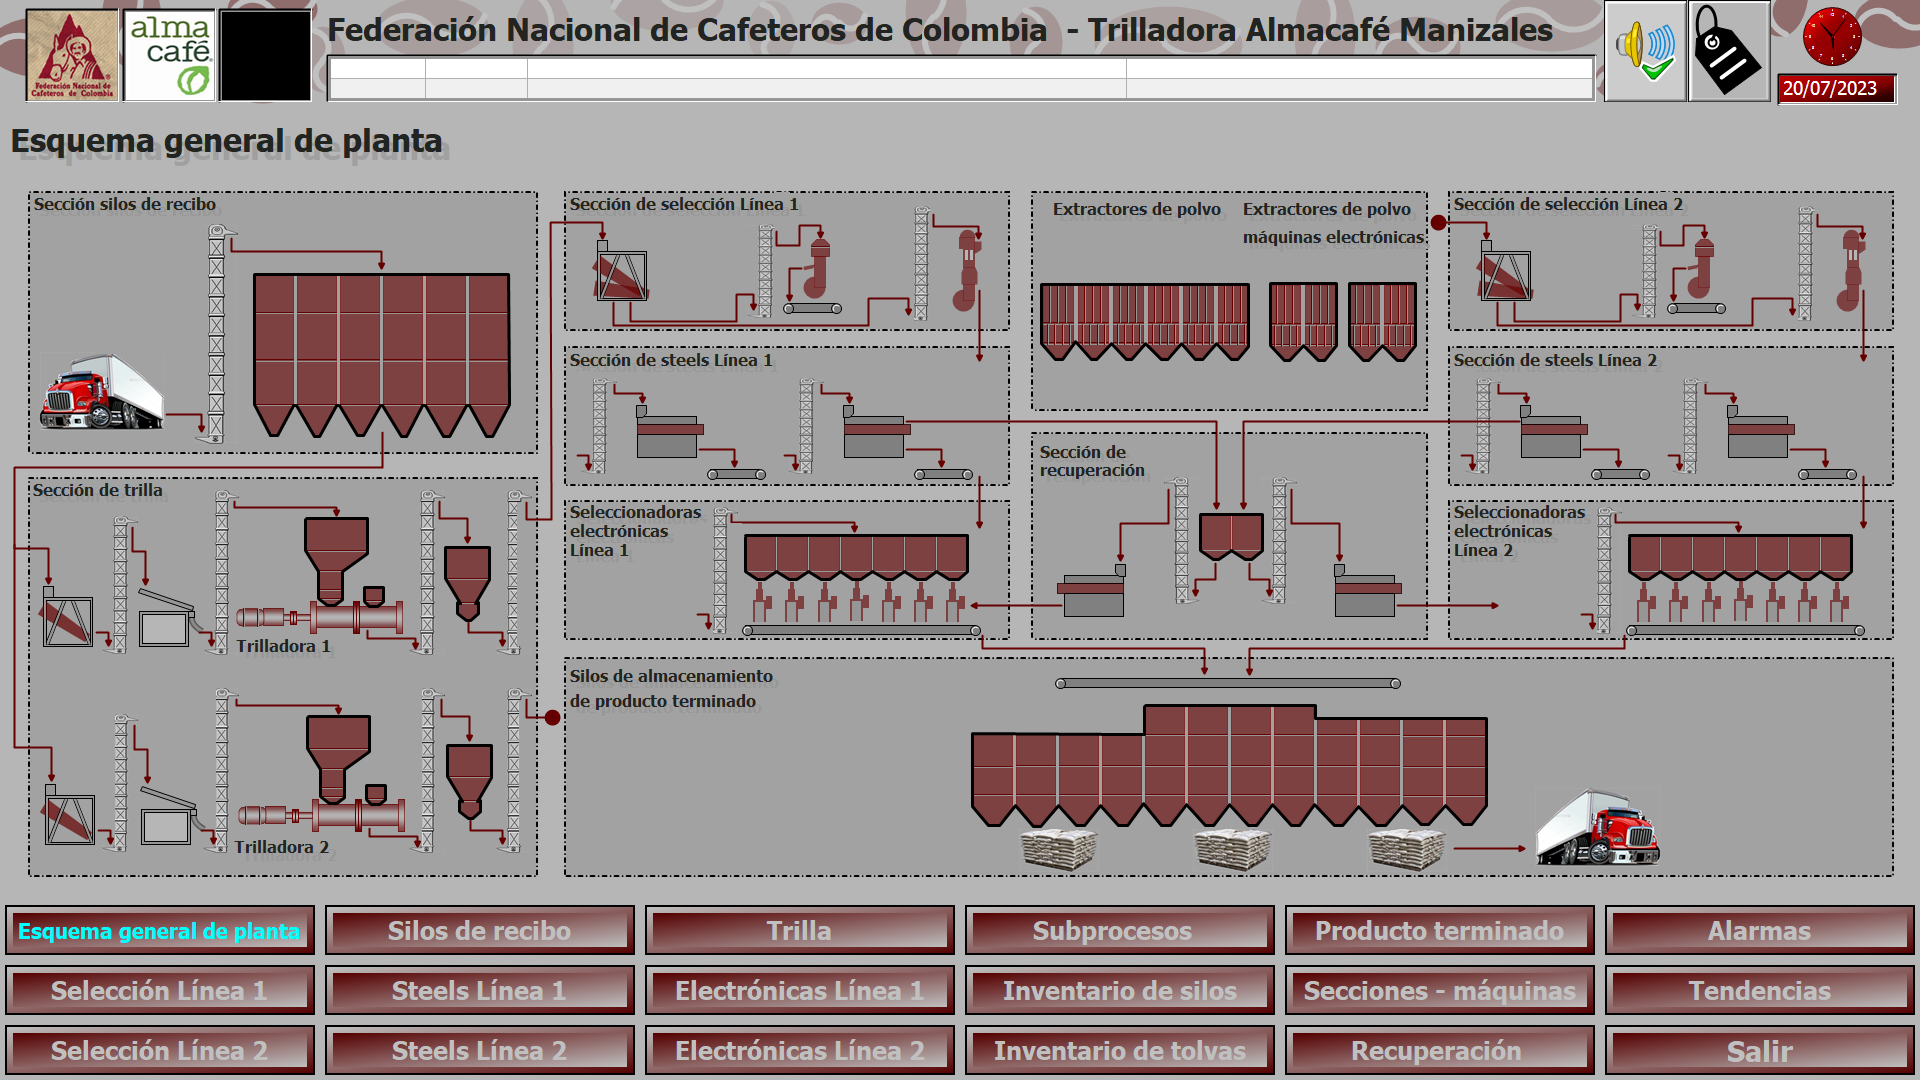 Federación Nacional de
Cafeteros de Colombia
alma
café
Federación Nacional de Cafeteros de Colombia - Trilladora Almacafé Manizales
20/07/2023
Esquema general de planta
Sección silos de recibo
Sección de selección Línea 1
Extractores de polvo
Extractores de polvo
máquinas electrónicas
Sección de selección Línea 2
Sección de steels Línea 1
Sección de steels Línea 2
Sección de
recuperación
Sección de trilla
Seleccionadoras
electrónicas
Línea 1
Seleccionadoras
electrónicas
Línea 2
Trilladora 1
Silos de almacenamiento
de producto terminado
Trilladora 2
Esquema general de planta
Silos de recibo
Trilla
Subprocesos
Producto terminado
Alarmas
Selección Línea 1
Steels Línea 1
Electrónicas Línea 1
Inventario de silos
Secciones - máquinas
Tendencias
Selección Línea 2
Steels Línea 2
Electrónicas Línea 2
Inventario de tolvas
Recuperación
Salir